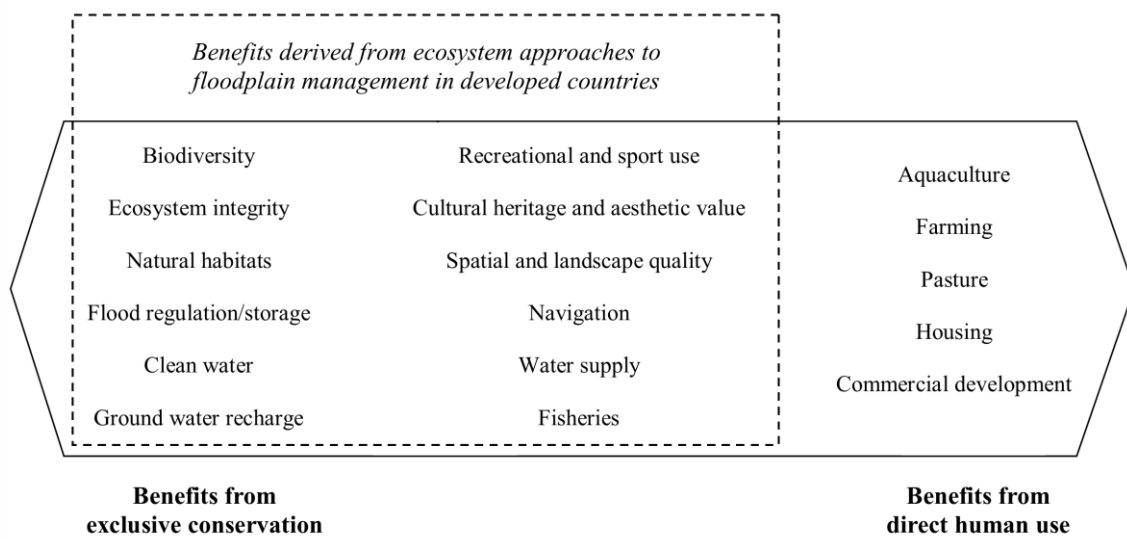 Benefits derived from ecosystem approaches to
floodplain management in developed countries
Biodiversity
Ecosystem integrity
Natural habitats
Flood regulation/storage
Clean water
Ground water recharge
Recreational and sport use
Cultural heritage and aesthetic value
Spatial and landscape quality
Navigation
Water supply
Fisheries
Aquaculture
Farming
Pasture
Housing
Commercial development
Benefits from
exclusive conservation
Benefits from
direct human use